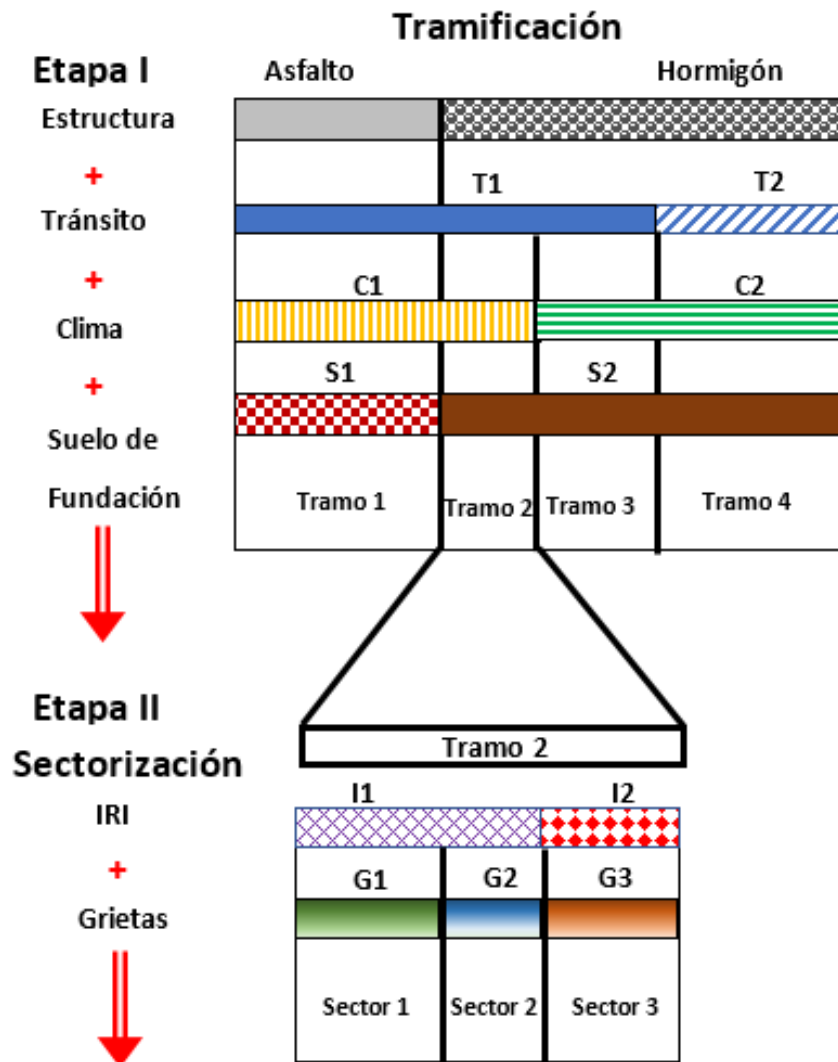 Tramificación
Etapa I
Asfalto
Hormigón
Estructura
+
T1
T2
Tránsito
+
C1
C2
Clima
+
S1
S2
Suelo de
Fundación
Tramo 1
Tramo 2
Tramo 3
Tramo 4
Etapa II
Sectorización
Tramo 2
I1
I2
IRI
+
G1
G2
G3
Grietas
Sector 1
Sector 2
Sector 3